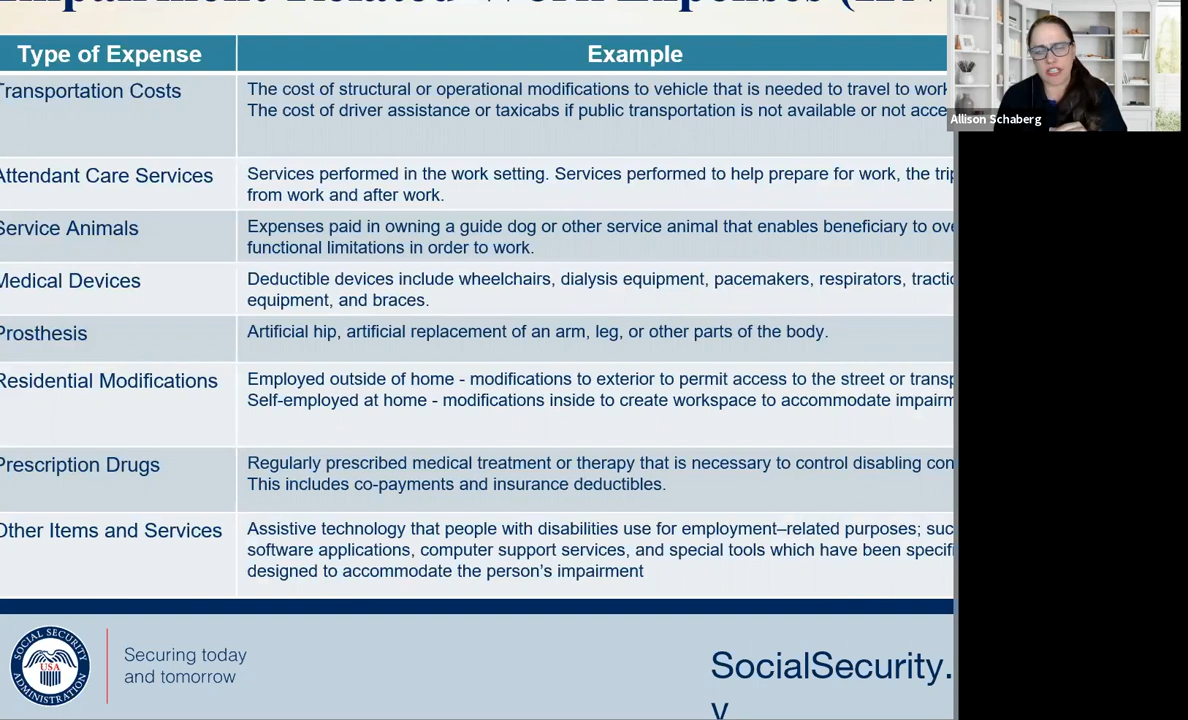 Impairment-Related Work Expenses
Type of Expense
Example
Transportation Costs
The cost of structural or operational modifications to vehicle that is needed to travel to work
The cost of driver assistance or taxicabs if public transportation is not available or not acce
Attendant Care Services
Services performed in the work setting. Services performed to help prepare for work, the trip
from work and after work.
Service Animals
Expenses paid in owning a guide dog or other service animal that enables beneficiary to ove
functional limitations in order to work.
Medical Devices
Deductible devices include wheelchairs, dialysis equipment, pacemakers, respirators, tractio
equipment, and braces.
Prosthesis
Artificial hip, artificial replacement of an arm, leg, or other parts of the body.
Residential Modifications
Employed outside of home - modifications to exterior to permit access to the street or transp
Self-employed at home - modifications inside to create workspace to accommodate impairm
Prescription Drugs
Regularly prescribed medical treatment or therapy that is necessary to control disabling con
This includes co-payments and insurance deductibles.
Other Items and Services
Assistive technology that people with disabilities use for employment–related purposes; suc
software applications, computer support services, and special tools which have been specifi
designed to accommodate the person's impairment
SOCIAL SECURITY
USA
ADMINISTRATION
Securing today
and tomorrow
SocialSecurity.
v
Allison Schaberg